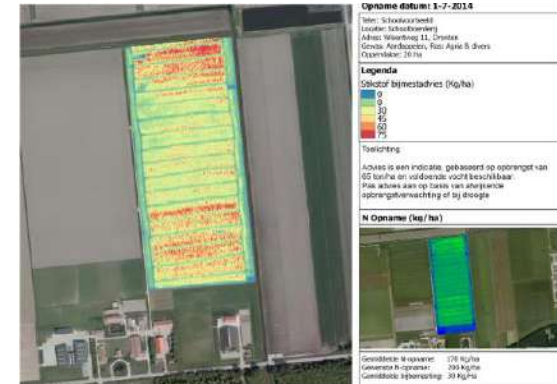 Opname datum: 1-7-2014
Teler: Schoolvoorbeeld
Locatie: Schoolboerderij
Adres: Wisentweg 11, Dronten
Gewas: Aardappelen, Ras: Agria & divers
Oppervlakte: 20 Ha
Legenda
Stikstof bijmestadvies (Kg/ha)
0
30
45
60
75
Toelichting
Advies is een indicatie, gebaseerd op opbrengst van
65 ton/ha en voldoende vocht beschikbaar.
Pas advies aan op basis van afwijkende
opbrengstverwachting of bij droogte
N Opname (kg/ha)
Gemiddelde N-opname: 170 Kg/ha
Gewenste N-opname: 200 Kg/ha
Gemiddelde bijbemesting: 30 Kg/Ha